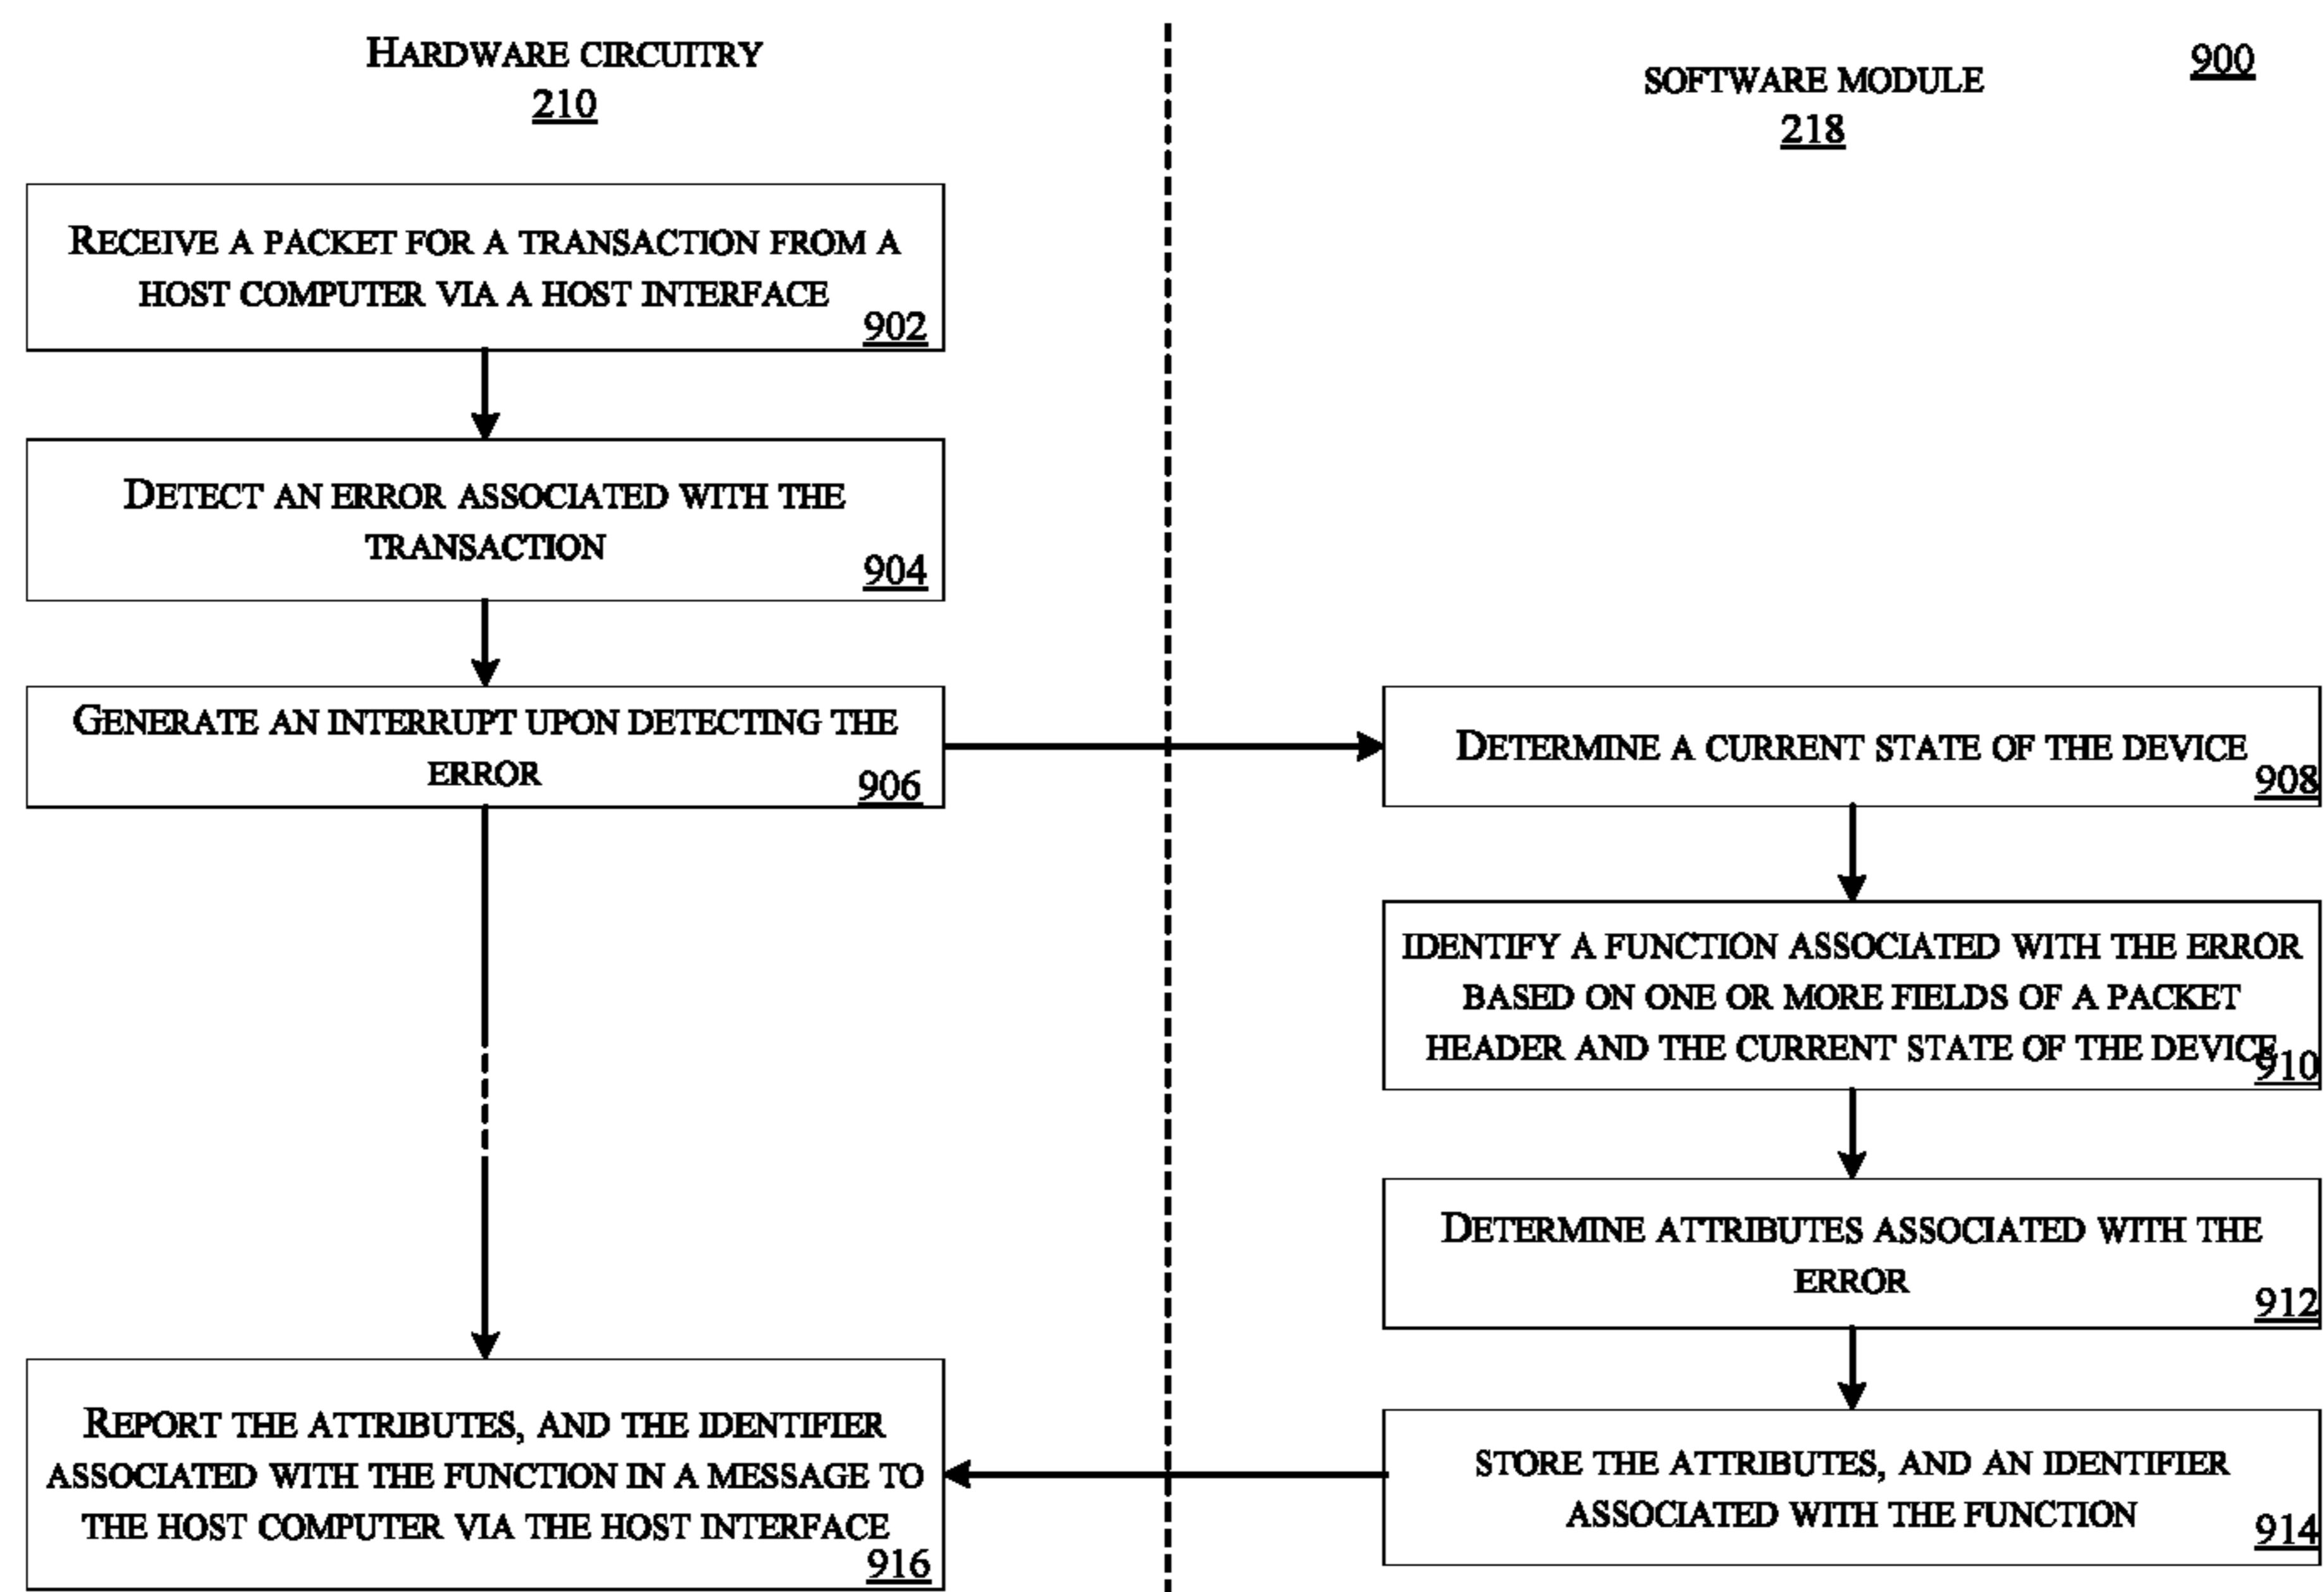 HARDWARE CIRCUITRY
210
SOFTWARE MODULE
218
900
RECEIVE A PACKET FOR A TRANSACTION FROM A
HOST COMPUTER VIA A HOST INTERFACE
902
DETECT AN ERROR ASSOCIATED WITH THE
TRANSACTION
904
GENERATE AN INTERRUPT UPON DETECTING THE
ERROR
906
DETERMINE A CURRENT STATE OF THE DEVICE
908
IDENTIFY A FUNCTION ASSOCIATED WITH THE ERROR
BASED ON ONE OR MORE FIELDS OF A PACKET
HEADER AND THE CURRENT STATE OF THE DEVICE
910
DETERMINE ATTRIBUTES ASSOCIATED WITH THE
ERROR
912
STORE THE ATTRIBUTES, AND AN IDENTIFIER
ASSOCIATED WITH THE FUNCTION
914
REPORT THE ATTRIBUTES, AND THE IDENTIFIER
ASSOCIATED WITH THE FUNCTION IN A MESSAGE TO
THE HOST COMPUTER VIA THE HOST INTERFACE
916